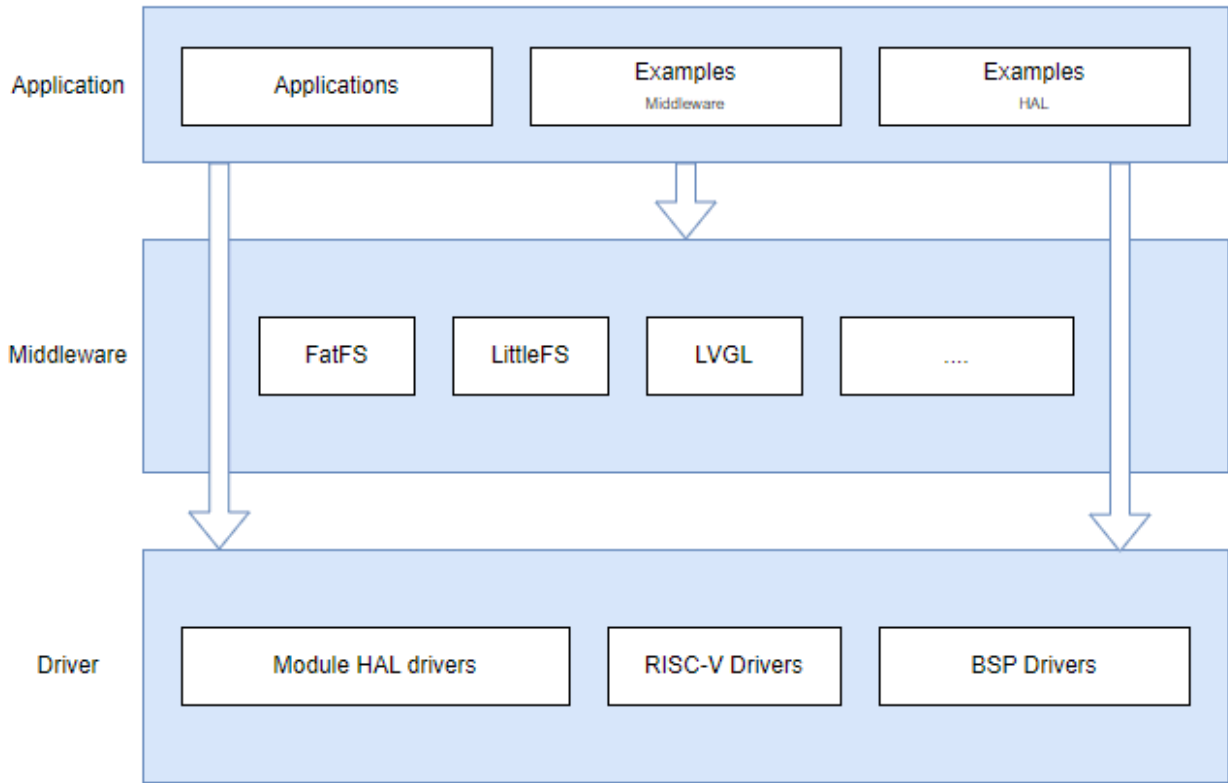 Application
Applications
Examples
Middleware
Examples
HAL
Middleware
FatFS
LittleFS
LVGL
....
Driver
Module HAL drivers
RISC-V Drivers
BSP Drivers